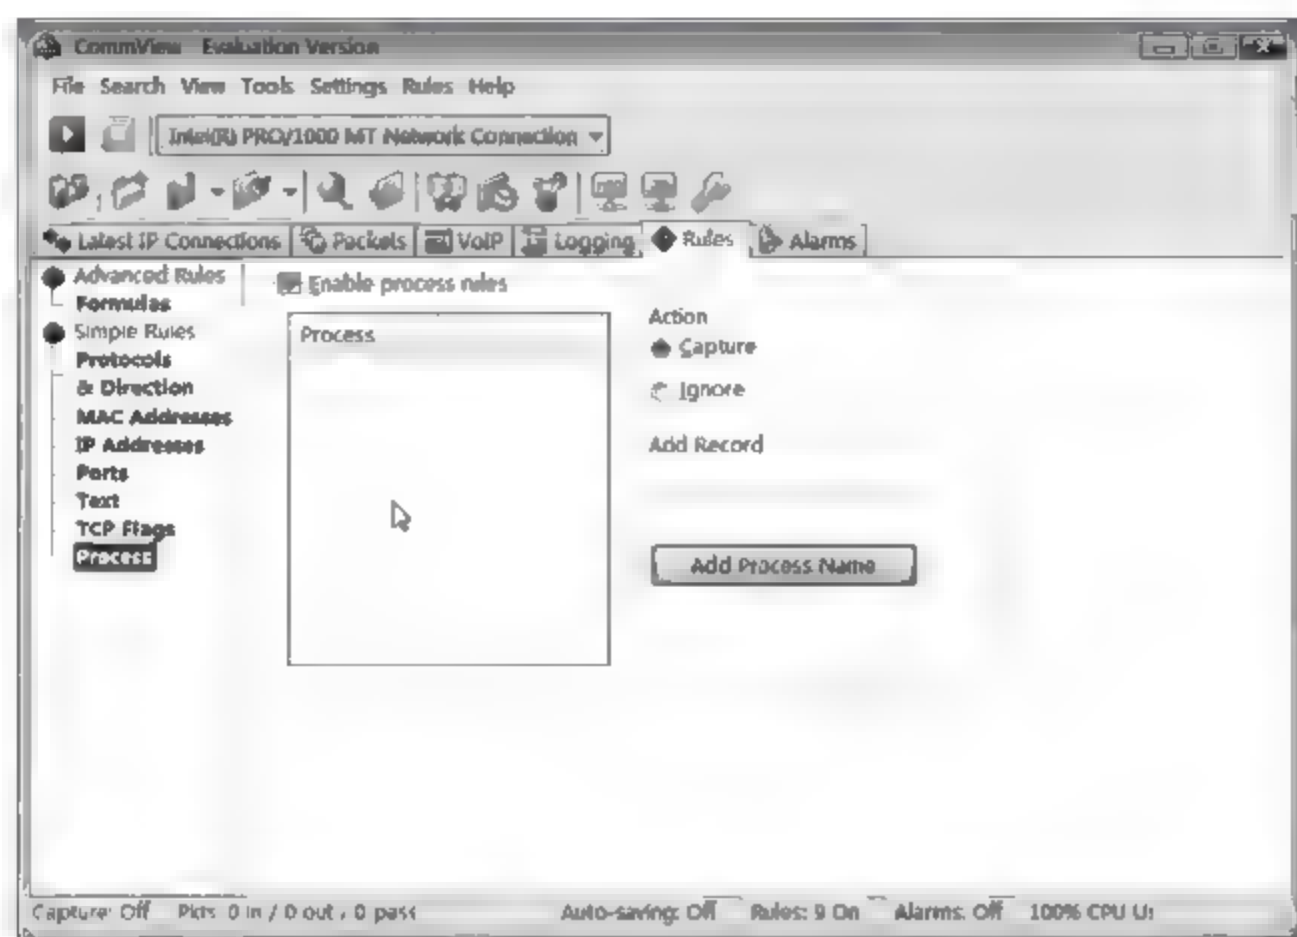 CommView Evaluation Version
File Search View Tools Settings Rules Help
Intel(R) PRO/1000 MT Network Connection
Latest IP Connections Packets VoIP Logging Rules Alarms
Advanced Rules
Formulas
Simple Rules
Protocols
& Direction
MAC Addresses
IP Addresses
Ports
Text
TCP Flags
Process
Enable process rules
Process
Action
Capture
Ignore
Add Record
Add Process Name
Capture: Off Pkts: 0 in / 0 out / 0 pass Auto-saving: Off Rules: 9 On Alarms: Off 100% CPU U